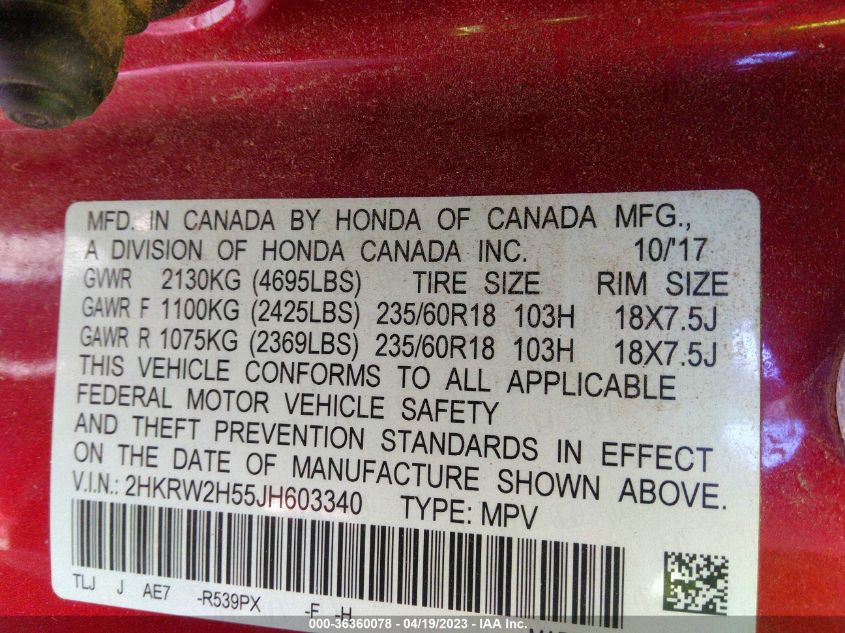 MFD. IN CANADA BY HONDA OF CANADA MFG.,
A DIVISION OF HONDA CANADA INC. 10/'17
GVWR 2130KG (4695LBS) TIRE SIZE RIM SIZE
GAWR F 1100KG (2425LBS) 235/60R18 103H 18X7.5J
GAWR R 1075KG (2369LBS) 235/60R18 103H 18X7.5J
THIS VEHICLE CONFORMS TO ALL APPLICABLE
FEDERAL MOTOR VEHICLE SAFETY
AND THEFT PREVENTION STANDARDS IN EFFECT
ON THE DATE OF MANUFACTURE SHOWN ABOVE.
V.I.N.: 2HKRW2H55JH603340 TYPE: MPV
TLJ J AE7 -R539PX -F -H
000-36360078 - 04/19/2023 - IAA Inc.